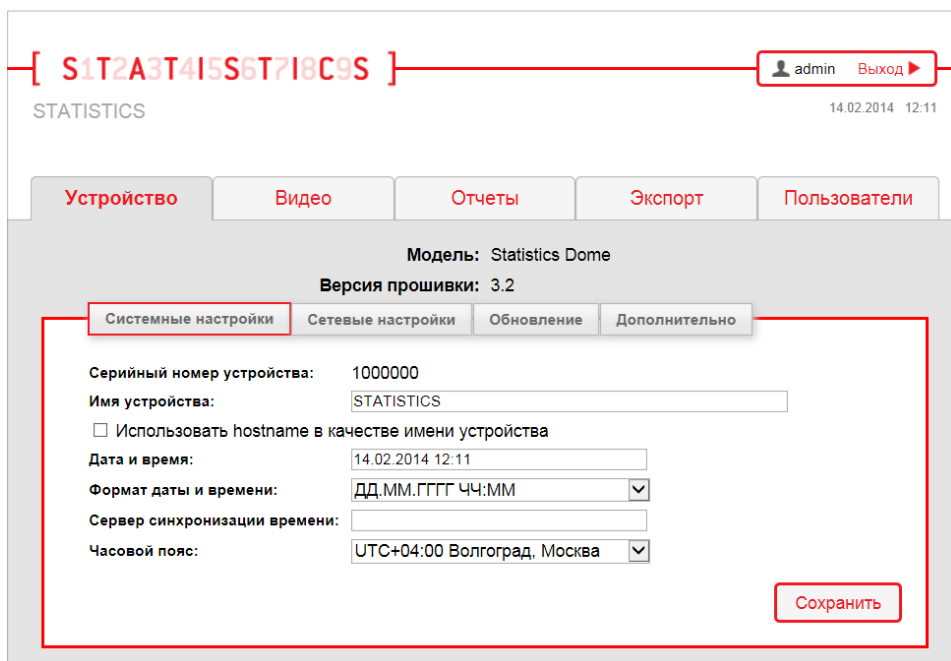 [ S1T2A3T4I5S6T7I8C9S ]
admin Выход
STATISTICS
14.02.2014 12:11
Устройство Видео Отчеты Экспорт Пользователи
Модель: Statistics Dome
Версия прошивки: 3.2
Системные настройки Сетевые настройки Обновление Дополнительно
Серийный номер устройства: 1000000
Имя устройства: STATISTICS
Использовать hostname в качестве имени устройства
Дата и время: 14.02.2014 12:11
Формат даты и времени: ДД.ММ.ГГГГ ЧЧ:ММ
Сервер синхронизации времени:
Часовой пояс: UTC+04:00 Волгоград, Москва
Сохранить